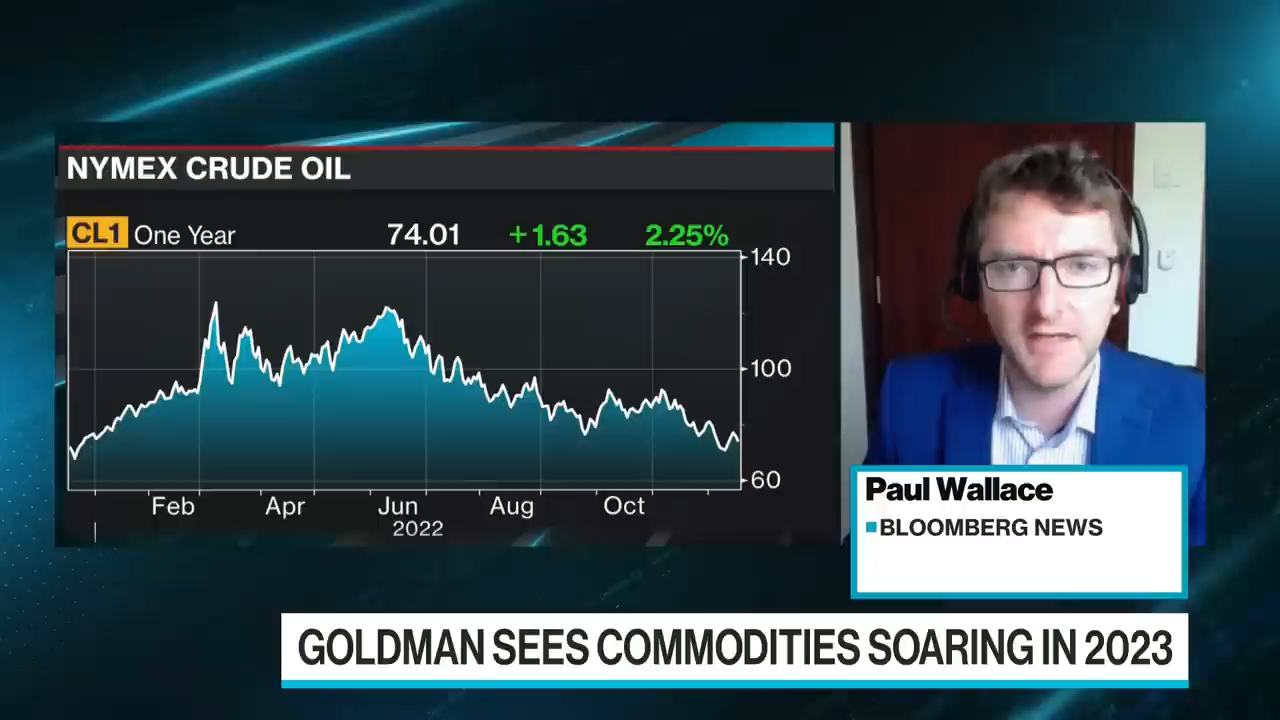 NYMEX CRUDE OIL
CL1 One Year 74.01 +1.63 2.25%
140
100
60
Feb Apr Jun Aug Oct
2022
Paul Wallace
BLOOMBERG NEWS
GOLDMAN SEES COMMODITIES SOARING IN 2023